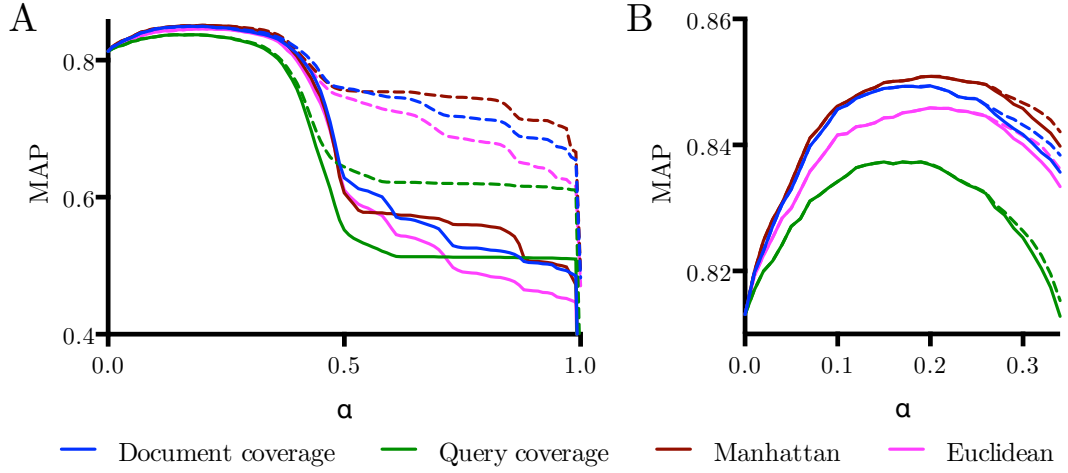 A
B
MAP
0.8
0.6
0.4
0.0
0.5
1.0
α
MAP
0.86
0.84
0.82
0.0
0.1
0.2
0.3
α
Document coverage
Query coverage
Manhattan
Euclidean